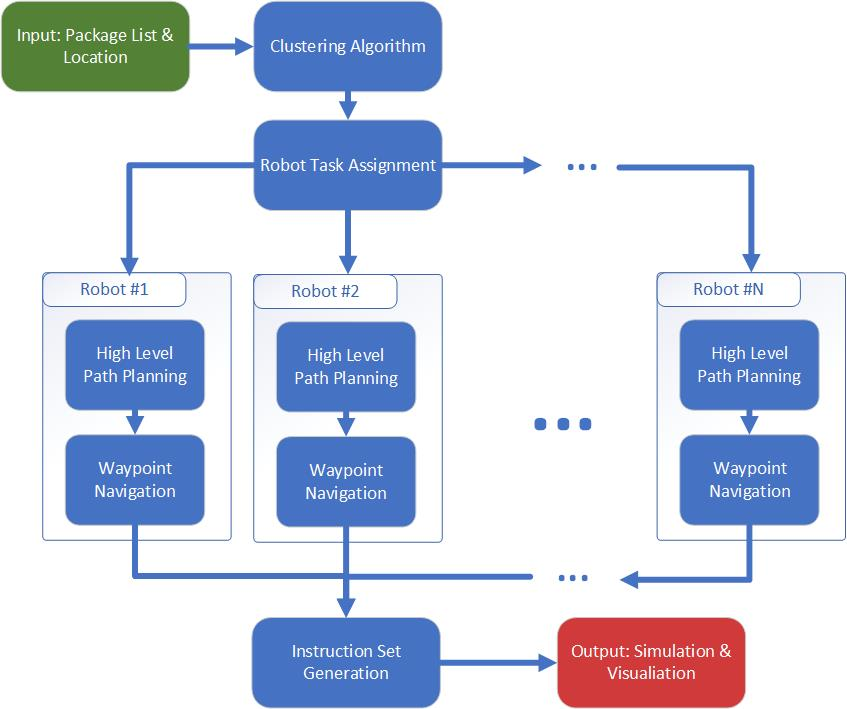 Input: Package List &
Location
Clustering Algorithm
Robot Task Assignment
...
Robot #1
Robot #2
Robot #N
High Level
Path Planning
High Level
Path Planning
High Level
Path Planning
...
Waypoint
Navigation
Waypoint
Navigation
Waypoint
Navigation
...
Instruction Set
Generation
Output: Simulation &
Visualiation